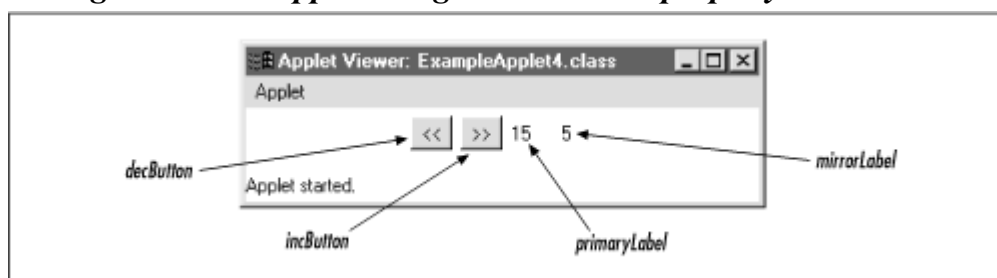 Applet Viewer: ExampleApplet4.class
Applet
<< >> 15 5
decButton
mirrorLabel
Applet started.
incButton
primaryLabel